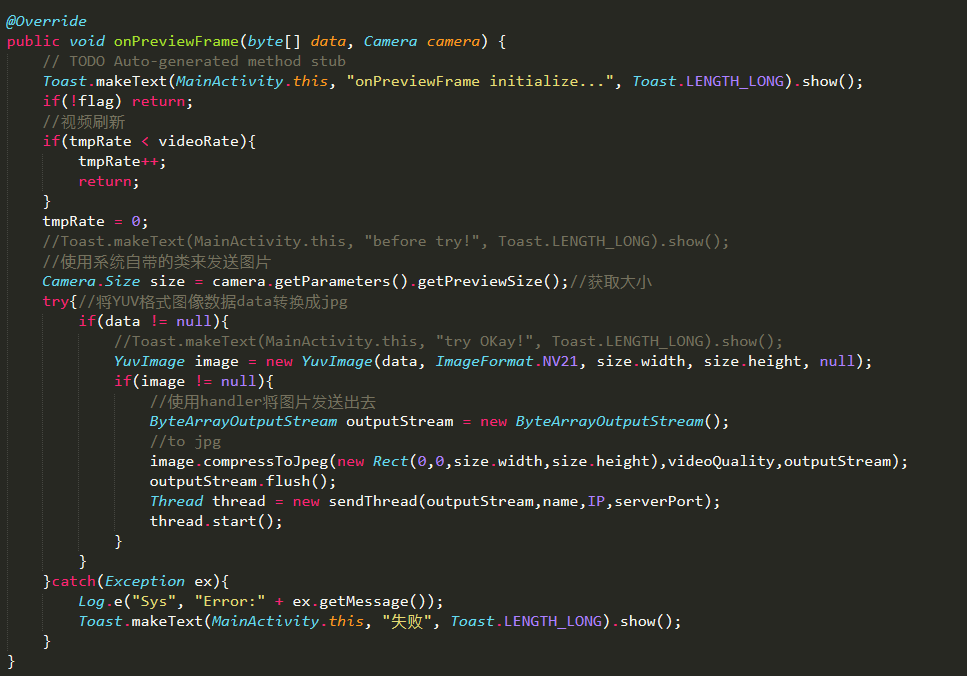 @Override
public void onPreviewFrame(byte[] data, Camera camera) {
// TODO Auto-generated method stub
Toast.makeText(MainActivity.this, "onPreviewFrame initialize...", Toast.LENGTH_LONG).show();
if(!flag) return;
//视频刷新
if(tmpRate < videoRate){
tmpRate++;
return;
}
tmpRate = 0;
//Toast.makeText(MainActivity.this, "before try!", Toast.LENGTH_LONG).show();
//使用系统自带的类来发送图片
Camera.Size size = camera.getParameters().getPreviewSize();//获取大小
try{//将YUV格式图像数据data转换成jpg
if(data != null){
//Toast.makeText(MainActivity.this, "try OKay!", Toast.LENGTH_LONG).show();
YuvImage image = new YuvImage(data, ImageFormat.NV21, size.width, size.height, null);
if(image != null){
//使用handler将图片发送出去
ByteArrayOutputStream outputStream = new ByteArrayOutputStream();
//to jpg
image.compressToJpeg(new Rect(0,0,size.width,size.height),videoQuality,outputStream);
outputStream.flush();
Thread thread = new sendThread(outputStream,name,IP,serverPort);
thread.start();
}
}
}catch(Exception ex){
Log.e("Sys", "Error:" + ex.getMessage());
Toast.makeText(MainActivity.this, "失败", Toast.LENGTH_LONG).show();
}
}